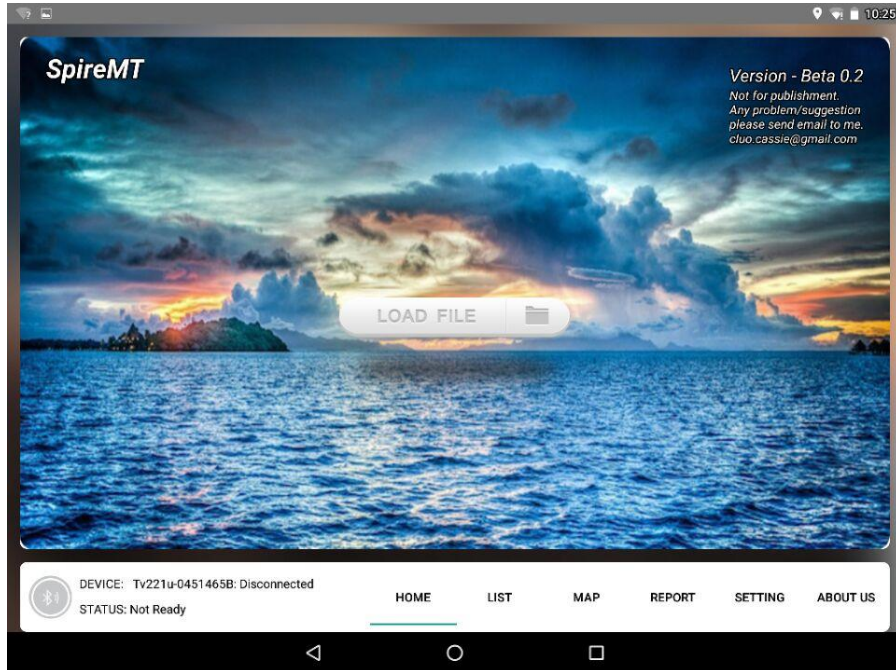 10:25
SpireMT
Version - Beta 0.2
Not for publishment.
Any problem/suggestion
please send email to me.
cluo.cassie@gmail.com
LOAD FILE
DEVICE: Tv221u-0451465B: Disconnected
STATUS: Not Ready
HOME LIST MAP REPORT SETTING ABOUT US